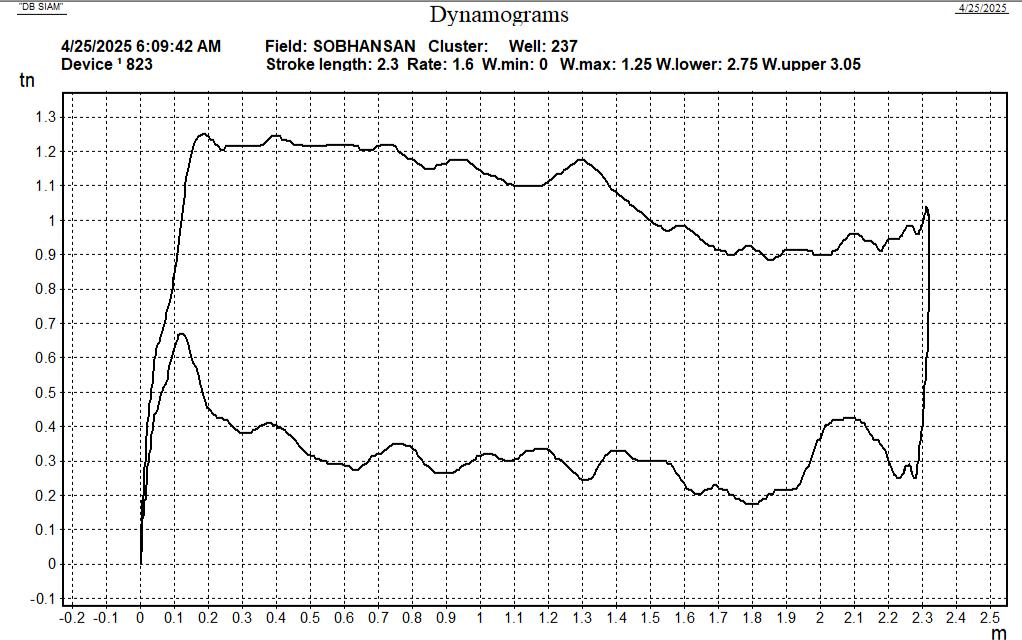 "DB SIAM"
4/25/2025
Dynamograms
4/25/2025 6:09:42 AM Field: SOBHANSAN Cluster: Well: 237
Device ¹ 823 Stroke length: 2.3 Rate: 1.6 W.min: 0 W.max: 1.25 W.lower: 2.75 W.upper 3.05
tn
1.3
1.2
1.1
1
0.9
0.8
0.7
0.6
0.5
0.4
0.3
0.2
0.1
0
-0.1
-0.2 -0.1 0 0.1 0.2 0.3 0.4 0.5 0.6 0.7 0.8 0.9 1 1.1 1.2 1.3 1.4 1.5 1.6 1.7 1.8 1.9 2 2.1 2.2 2.3 2.4 2.5
m